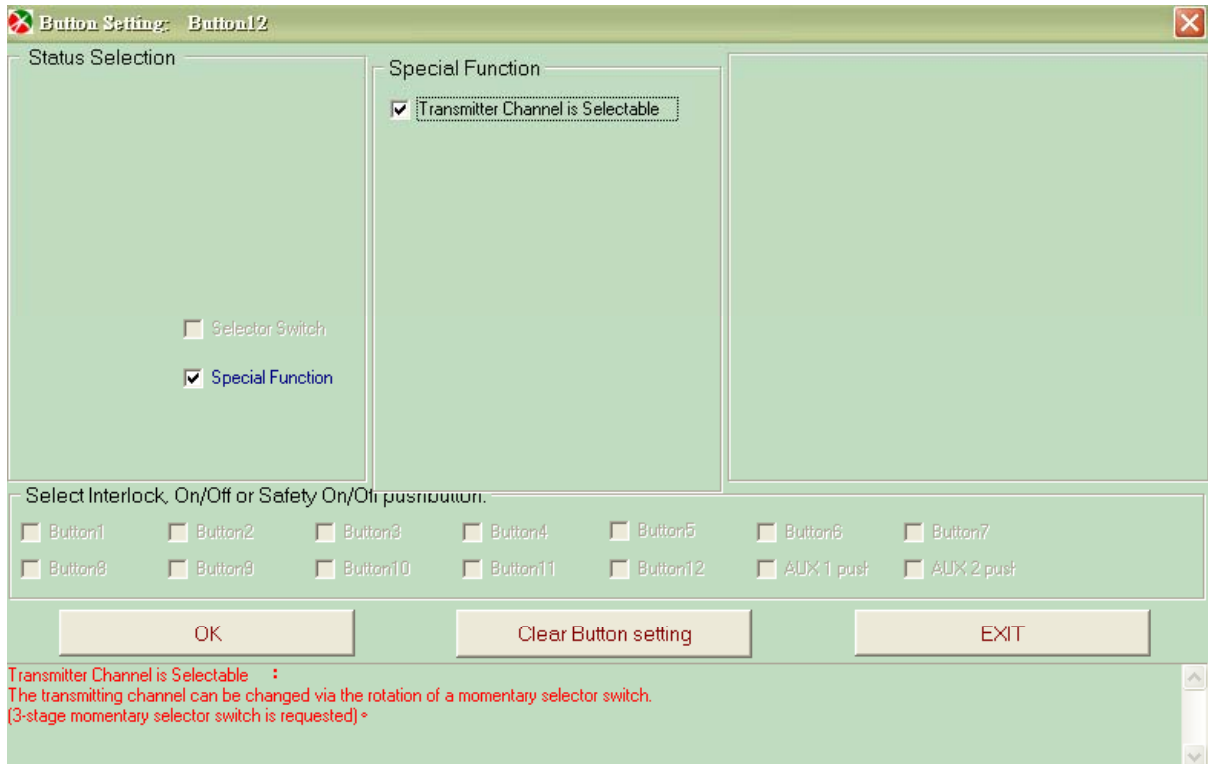 Button Setting: Button12
Status Selection
Special Function
Transmitter Channel is Selectable
Selector Switch
Special Function
Select Interlock, On/Off or Safety On/Off pushbutton.
Button1 Button2 Button3 Button4 Button5 Button6 Button7
Button8 Button9 Button10 Button11 Button12 AUX 1 push AUX 2 push
OK Clear Button setting EXIT
Transmitter Channel is Selectable ：
The transmitting channel can be changed via the rotation of a momentary selector switch.
(3-stage momentary selector switch is requested)。